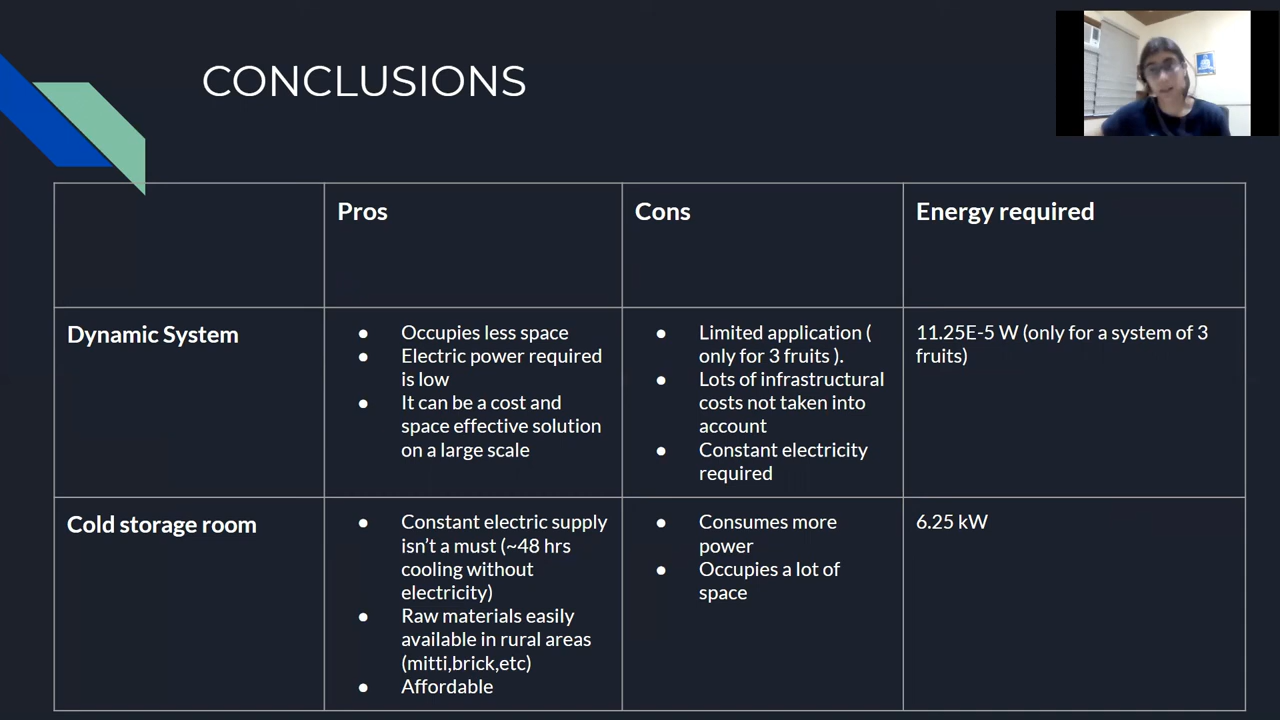 CONCLUSIONS
Pros
Cons
Energy required
Dynamic System
● Occupies less space
● Electric power required
is low
● It can be a cost and
space effective solution
on a large scale
● Limited application (
only for 3 fruits ).
● Lots of infrastructural
costs not taken into
account
● Constant electricity
required
11.25E-5 W (only for a system of 3
fruits)
Cold storage room
● Constant electric supply
isn't a must (~48 hrs
cooling without
electricity)
● Raw materials easily
available in rural areas
(mitti,brick,etc)
● Affordable
● Consumes more
power
● Occupies a lot of
space
6.25 kW